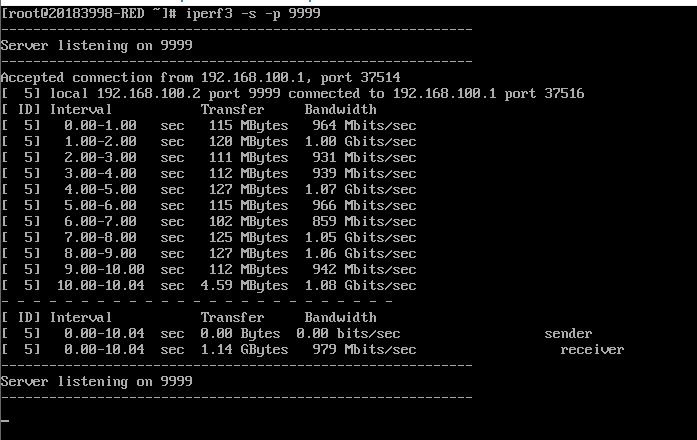 [root@20183998-RED ~]# iperf3 -s -p 9999
-----------------------------------------------------------
Server listening on 9999
-----------------------------------------------------------
Accepted connection from 192.168.100.1, port 37514
[  5] local 192.168.100.2 port 9999 connected to 192.168.100.1 port 37516
[ ID] Interval           Transfer     Bandwidth
[  5]   0.00-1.00   sec   115 MBytes   964 Mbits/sec
[  5]   1.00-2.00   sec   120 MBytes  1.00 Gbits/sec
[  5]   2.00-3.00   sec   111 MBytes   931 Mbits/sec
[  5]   3.00-4.00   sec   112 MBytes   939 Mbits/sec
[  5]   4.00-5.00   sec   127 MBytes  1.07 Gbits/sec
[  5]   5.00-6.00   sec   115 MBytes   966 Mbits/sec
[  5]   6.00-7.00   sec   102 MBytes   859 Mbits/sec
[  5]   7.00-8.00   sec   125 MBytes  1.05 Gbits/sec
[  5]   8.00-9.00   sec   127 MBytes  1.06 Gbits/sec
[  5]   9.00-10.00  sec   112 MBytes   942 Mbits/sec
[  5]  10.00-10.04  sec  4.59 MBytes  1.08 Gbits/sec
- - - - - - - - - - - - - - - - - - - - - - - - -
[ ID] Interval           Transfer     Bandwidth
[  5]   0.00-10.04  sec  0.00 Bytes  0.00 bits/sec                  sender
[  5]   0.00-10.04  sec  1.14 GBytes   979 Mbits/sec                  receiver
-----------------------------------------------------------
Server listening on 9999
-----------------------------------------------------------
_